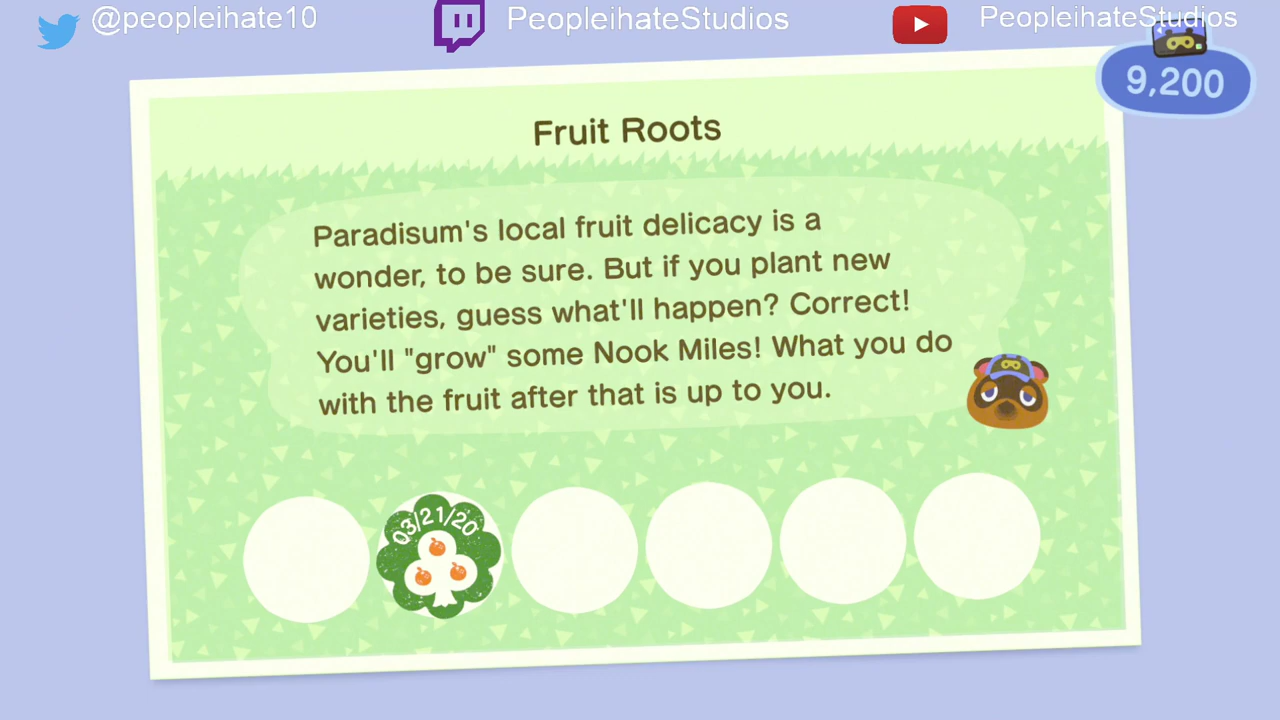 @peopleihate10
PeopleihateStudios
PeopleihateStudios
9,200
Fruit Roots
Paradisum's local fruit delicacy is a
wonder, to be sure. But if you plant new
varieties, guess what'll happen? Correct!
You'll "grow" some Nook Miles! What you do
with the fruit after that is up to you.
03/21/20